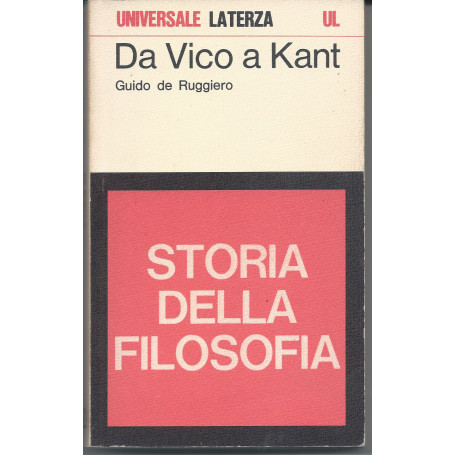 UNIVERSALE LATERZA UL
Da Vico a Kant
Guido de Ruggiero
STORIA
DELLA
FILOSOFIA